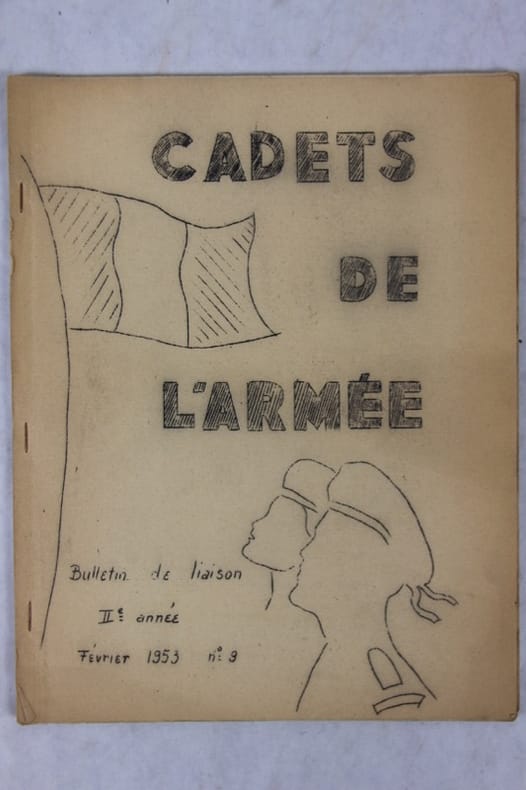 CADETS
DE
L'ARMÉE
Bulletin de liaison
IIe année
Février 1953 n° 9